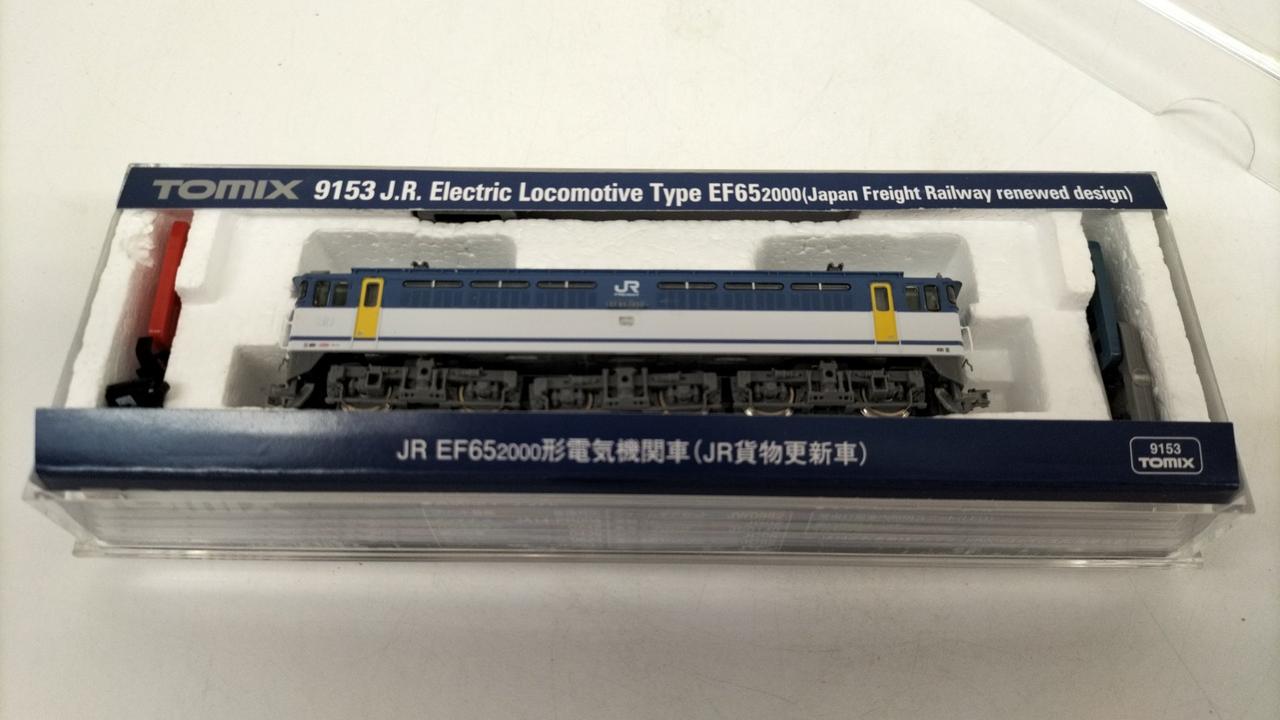 TOMIX 9153 J.R. Electric Locomotive Type EF652000(Japan Freight Railway renewed design)
JR
FREIGHT
JR EF652000形電気機関車(JR貨物更新車)
9153
TOMIX